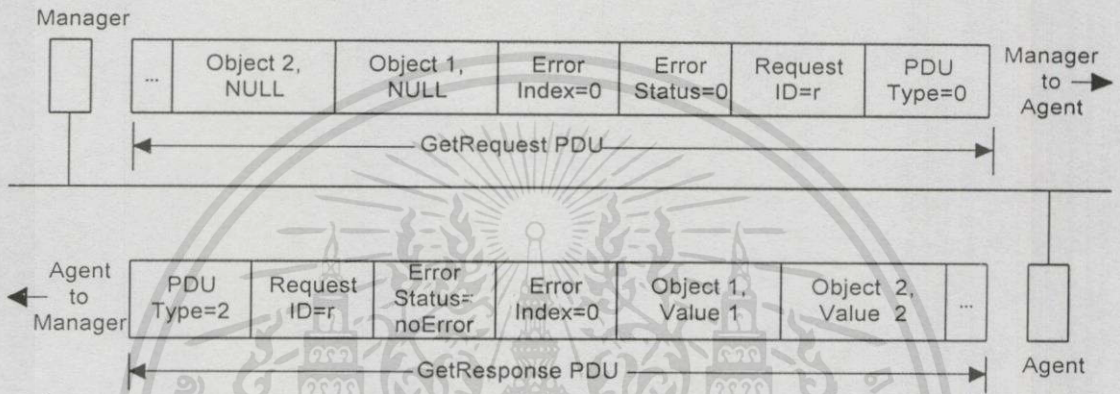 Manager
...
Object 2,
NULL
Object 1,
NULL
Error
Index=0
Error
Status=0
Request
ID=r
PDU
Type=0
Manager
to
Agent
GetRequest PDU
Agent
to
Manager
PDU
Type=2
Request
ID=r
Error
Status=
noError
Error
Index=0
Object 1,
Value 1
Object 2,
Value 2
...
GetResponse PDU
Agent